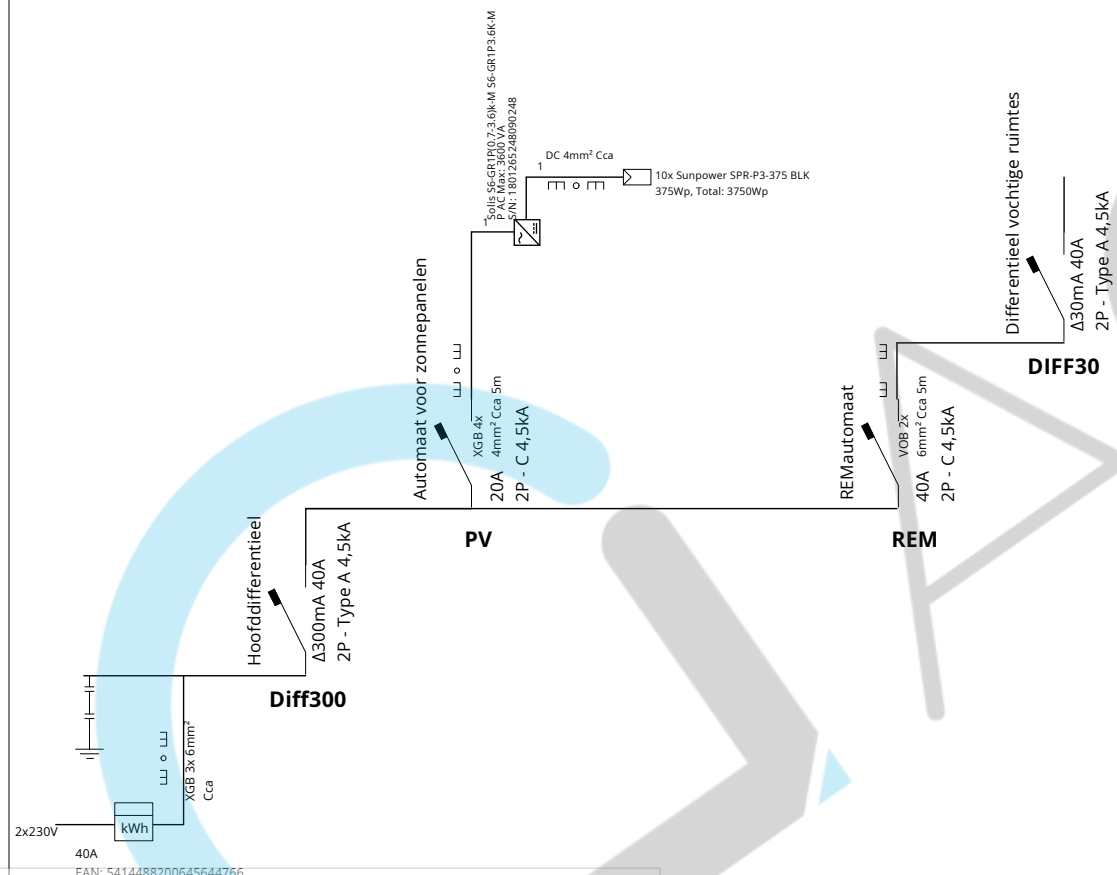 Solis S6-GR1P(0.7-3.6)k-M S6-GR1P3.6K-M
P AC Max: 3600 VA
S/N: 1801265248090248
1
1
DC 4mm² Cca
10x Sunpower SPR-P3-375 BLK
375Wp, Total: 3750Wp
Differentieel vochtige ruimtes
Δ30mA 40A
2P - Type A 4,5kA
DIFF30
Automaat voor zonnepanelen
XGB 4x
4mm² Cca 5m
20A
2P - C 4,5kA
PV
REMautomaat
VOB 2x
6mm² Cca 5m
40A
2P - C 4,5kA
REM
Hoofddifferentieel
Δ300mA 40A
2P - Type A 4,5kA
Diff300
XGB 3x 6mm²
Cca
2x230V
kWh
40A
EAN: 541448820064564​4766